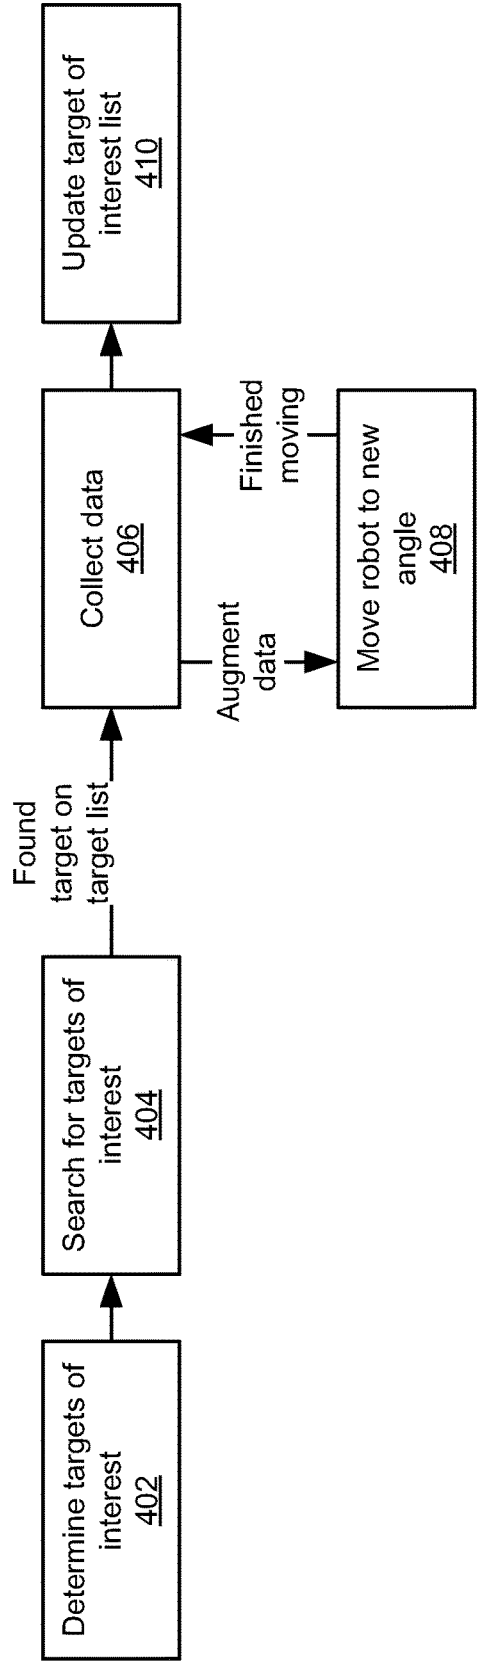 Determine targets of
interest
402
Search for targets of
interest
404
Found
target on
target list
Collect data
406
Augment
data
Finished
moving
Move robot to new
angle
408
Update target of
interest list
410